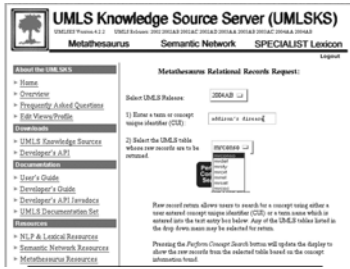 UMLS Knowledge Source Server (UMLSKS)
Metathesaurus Semantic Network SPECIALIST Lexicon
Logout
About the UMLSKS
Home
Overview
Frequently Asked Questions
Edit Views/Profile
Downloads
UMLS Knowledge Sources
Developer's API
Documentation
User's Guide
Developer's Guide
Developer's API Javadocs
UMLS Documentation Set
Resources
NLP & Lexical Resources
Semantic Network Resources
Metathesaurus Resources
Metathesaurus Relational Records Request:
Select UMLS Release: 2004AB
1) Enter a term or concept
unique identifier (CUI):
addison's disease
2) Select the UMLS table
whose row records are to be
returned.
Raw record return allows users to search for a concept using either a
user entered concept unique identifier (CUI) or a term name which is
entered into the text entry box below. Any of the UMLS tables listed in
the drop down menu may be selected for return.
Pressing the Perform Concept Search button will update the display to
show the raw records from the selected table based on the concept
information found.